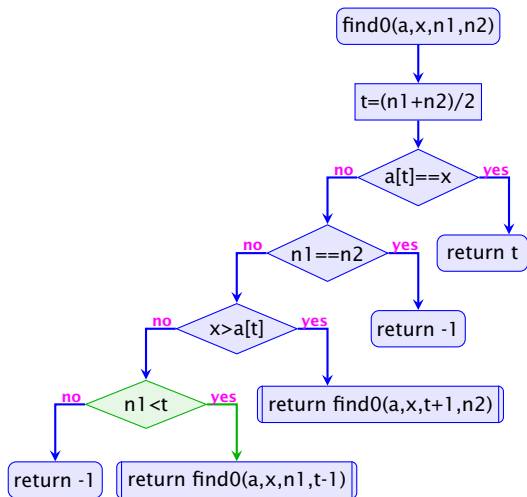 find0(a,x,n1,n2)
t=(n1+n2)/2
a[t]==x
no
yes
return t
n1==n2
no
yes
return -1
x>a[t]
no
yes
return find0(a,x,t+1,n2)
n1<t
no
yes
return -1
return find0(a,x,n1,t-1)